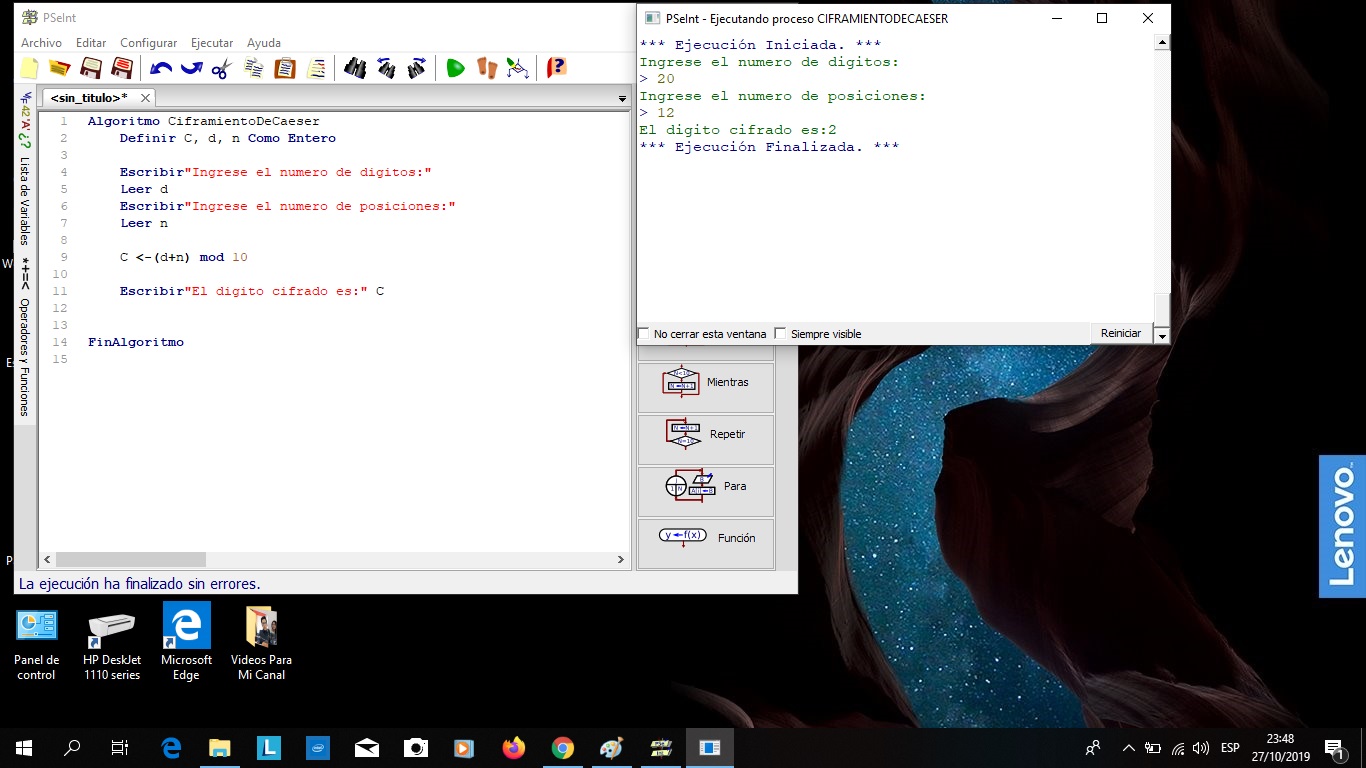 PSeInt
Archivo Editar Configurar Ejecutar Ayuda
<sin_titulo>*
1 Algoritmo CiframientoDeCaeser
2 Definir C, d, n Como Entero
3
4 Escribir"Ingrese el numero de digitos:"
5 Leer d
6 Escribir"Ingrese el numero de posiciones:"
7 Leer n
8
9 C <-(d+n) mod 10
10
11 Escribir"El digito cifrado es:" C
12
13
14 FinAlgoritmo
15
Lista de Variables
*+=<
Operadores y Funciones
La ejecución ha finalizado sin errores.
PSeInt - Ejecutando proceso CIFRAMIENTODECAESER
*** Ejecución Iniciada. ***
Ingrese el numero de digitos:
> 20
Ingrese el numero de posiciones:
> 12
El digito cifrado es:2
*** Ejecución Finalizada. ***
No cerrar esta ventana
Siempre visible
Reiniciar
Mientras
Repetir
Para
y←f(x)
Función
Lenovo
Panel de
control
HP DeskJet
1110 series
Microsoft
Edge
Videos Para
Mi Canal
ESP
23:48
27/10/2019
1